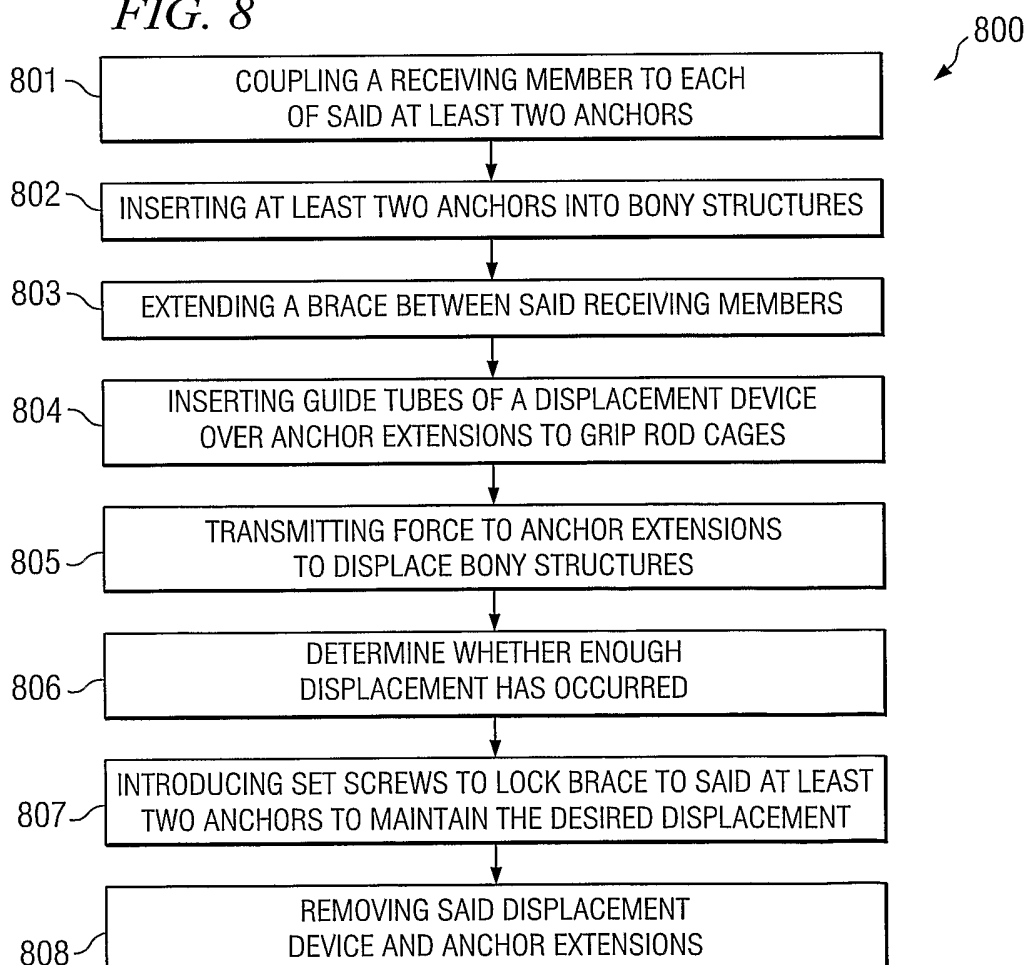 FIG. 8
800
801
COUPLING A RECEIVING MEMBER TO EACH
OF SAID AT LEAST TWO ANCHORS
802
INSERTING AT LEAST TWO ANCHORS INTO BONY STRUCTURES
803
EXTENDING A BRACE BETWEEN SAID RECEIVING MEMBERS
804
INSERTING GUIDE TUBES OF A DISPLACEMENT DEVICE
OVER ANCHOR EXTENSIONS TO GRIP ROD CAGES
805
TRANSMITTING FORCE TO ANCHOR EXTENSIONS
TO DISPLACE BONY STRUCTURES
806
DETERMINE WHETHER ENOUGH
DISPLACEMENT HAS OCCURRED
807
INTRODUCING SET SCREWS TO LOCK BRACE TO SAID AT LEAST
TWO ANCHORS TO MAINTAIN THE DESIRED DISPLACEMENT
808
REMOVING SAID DISPLACEMENT
DEVICE AND ANCHOR EXTENSIONS